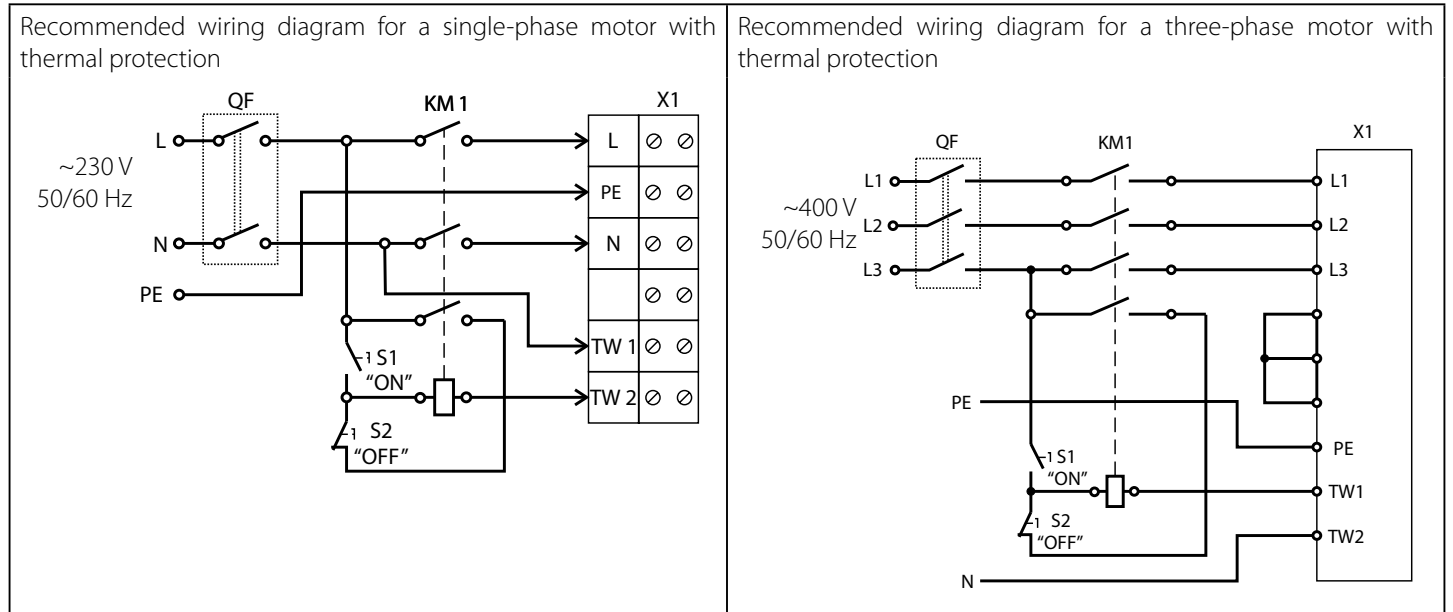 Recommended wiring diagram for a single-phase motor with
thermal protection
QF
KM 1
X1
L
~230 V
50/60 Hz
N
PE
L
PE
N
TW 1
TW 2
S1
"ON"
S2
"OFF"
Recommended wiring diagram for a three-phase motor with
thermal protection
QF
KM1
X1
L1
~400 V
L2
50/60 Hz
L3
L1
L2
L3
PE
PE
S1
"ON"
TW1
S2
"OFF"
TW2
N